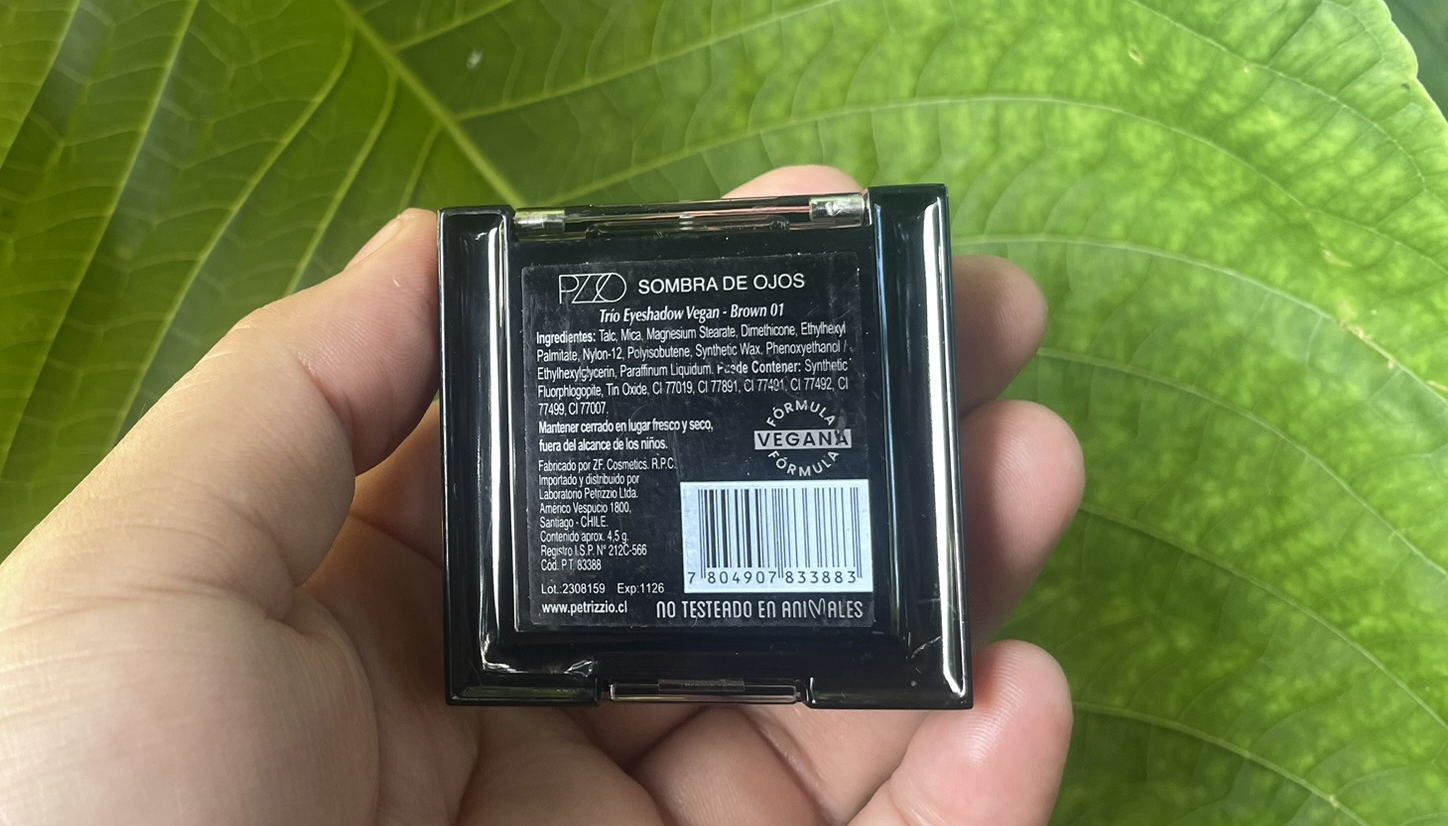 PZZO SOMBRA DE OJOS
Trío Eyeshadow Vegan - Brown 01
Ingredientes: Talc, Mica, Magnesium Stearate, Dimethicone, Ethylhexyl
Palmitate, Nylon-12, Polyisobutene, Synthetic Wax, Phenoxyethanol /
Ethylhexylglycerin, Paraffinum Liquidum. Puede Contener: Synthetic
Fluorphlogopite, Tin Oxide, CI 77019, CI 77891, CI 77491, CI 77492, CI
77499, CI 77007.
Mantener cerrado en lugar fresco y seco,
fuera del alcance de los niños.
FÓRMULA
VEGANA
FÓRMULA
Fabricado por ZF. Cosmetics. R.P.C.
Importado y distribuido por
Laboratorio Petrizzio Ltda.
Américo Vespucio 1800,
Santiago - CHILE.
Contenido aprox. 4,5 g.
Registro I.S.P. N° 212C-566
Cód. P.T. 83388
Lot.:2308159 Exp:1126
www.petrizzio.cl
7 804907 833883
NO TESTEADO EN ANIMALES